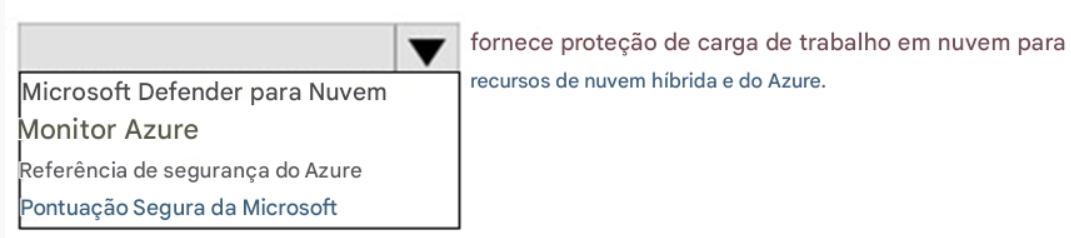 fornece proteção de carga de trabalho em nuvem para
recursos de nuvem híbrida e do Azure.
Microsoft Defender para Nuvem
Monitor Azure
Referência de segurança do Azure
Pontuação Segura da Microsoft